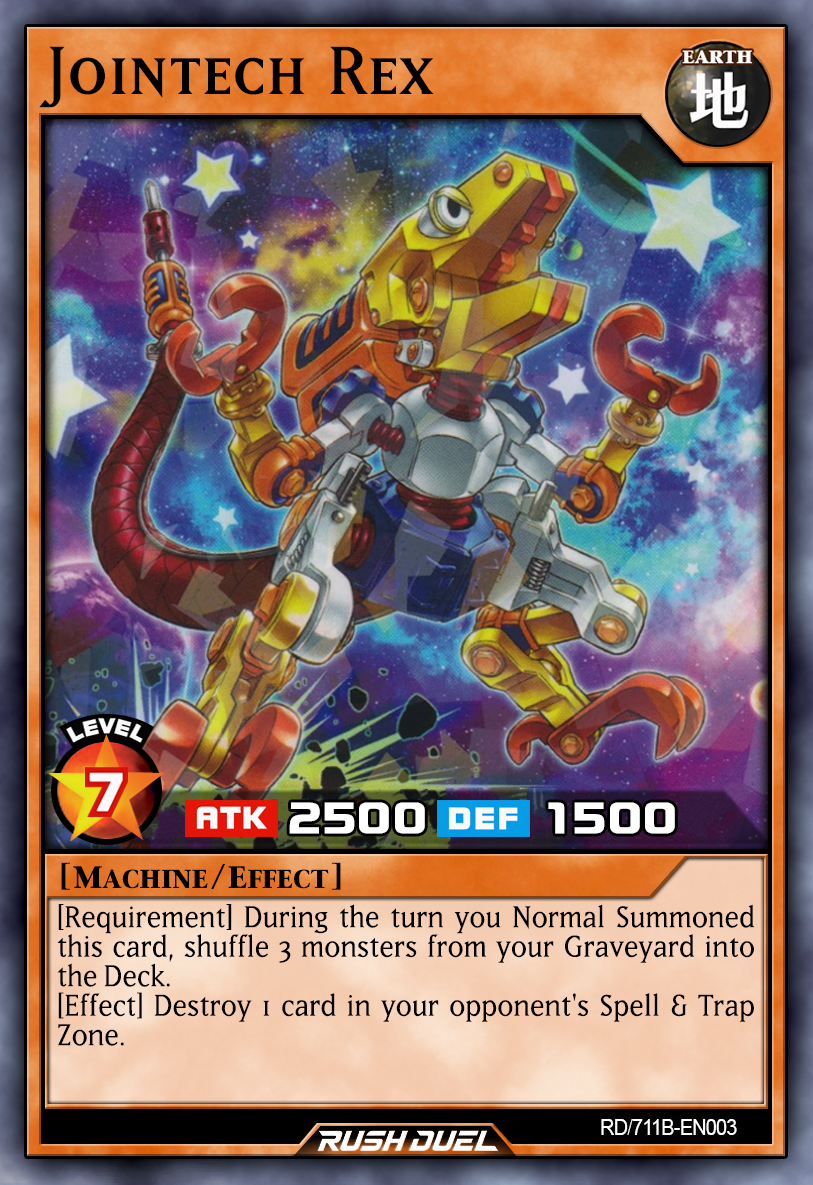 Jointech Rex
EARTH
地
LEVEL
7
ATK 2500 DEF 1500
[Machine/Effect]
[Requirement] During the turn you Normal Summoned
this card, shuffle 3 monsters from your Graveyard into
the Deck.
[Effect] Destroy 1 card in your opponent's Spell & Trap
Zone.
RD/711B-EN003
RUSH DUEL